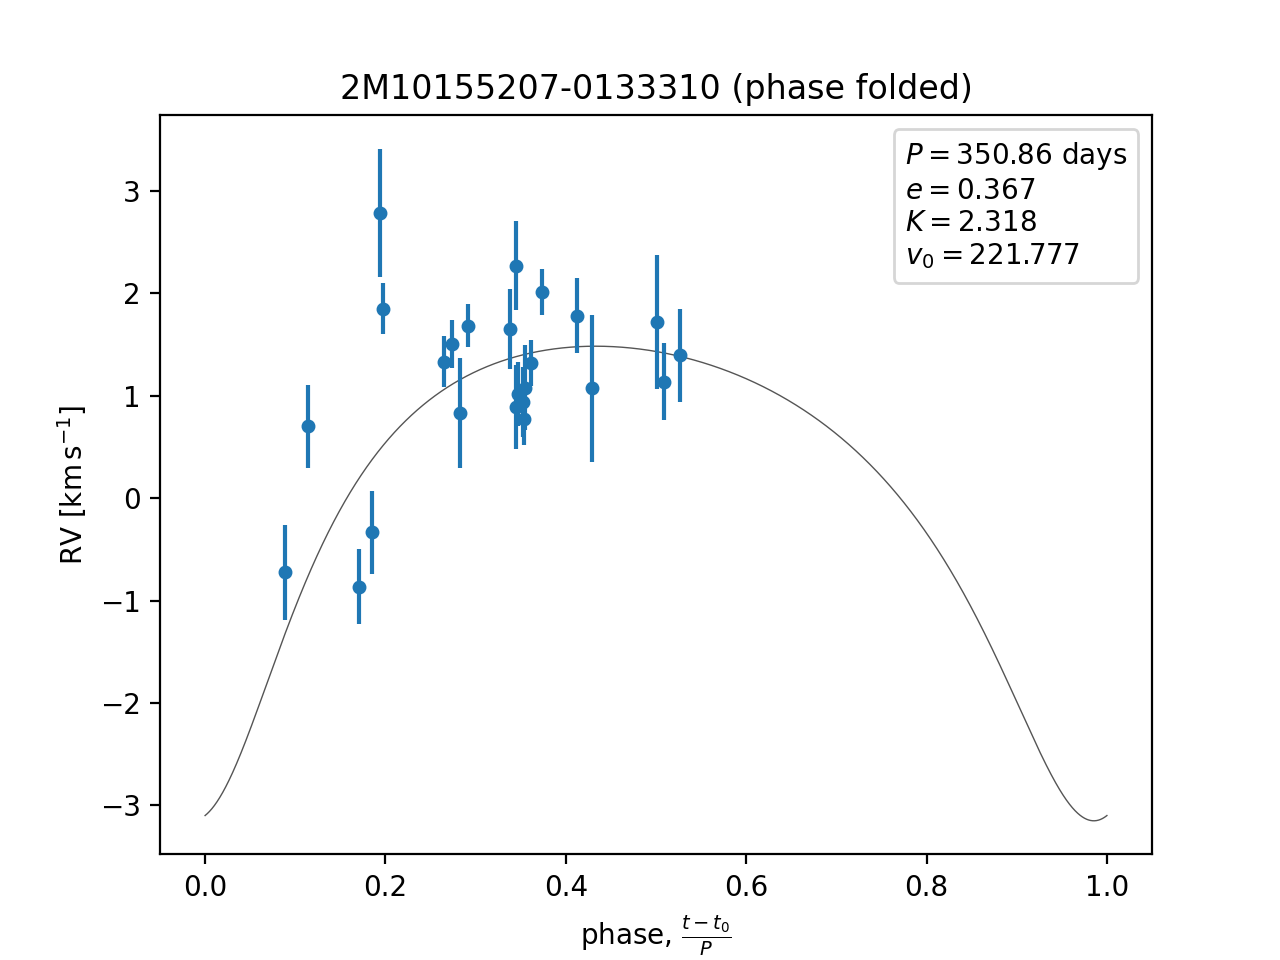 2M10155207-0133310 (phase folded)
P = 350.86 days
e = 0.367
K = 2.318
v₀ = 221.777
RV [km s⁻¹]
3
2
1
0
−1
−2
−3
0.0 0.2 0.4 0.6 0.8 1.0
phase, (t − t₀)/P